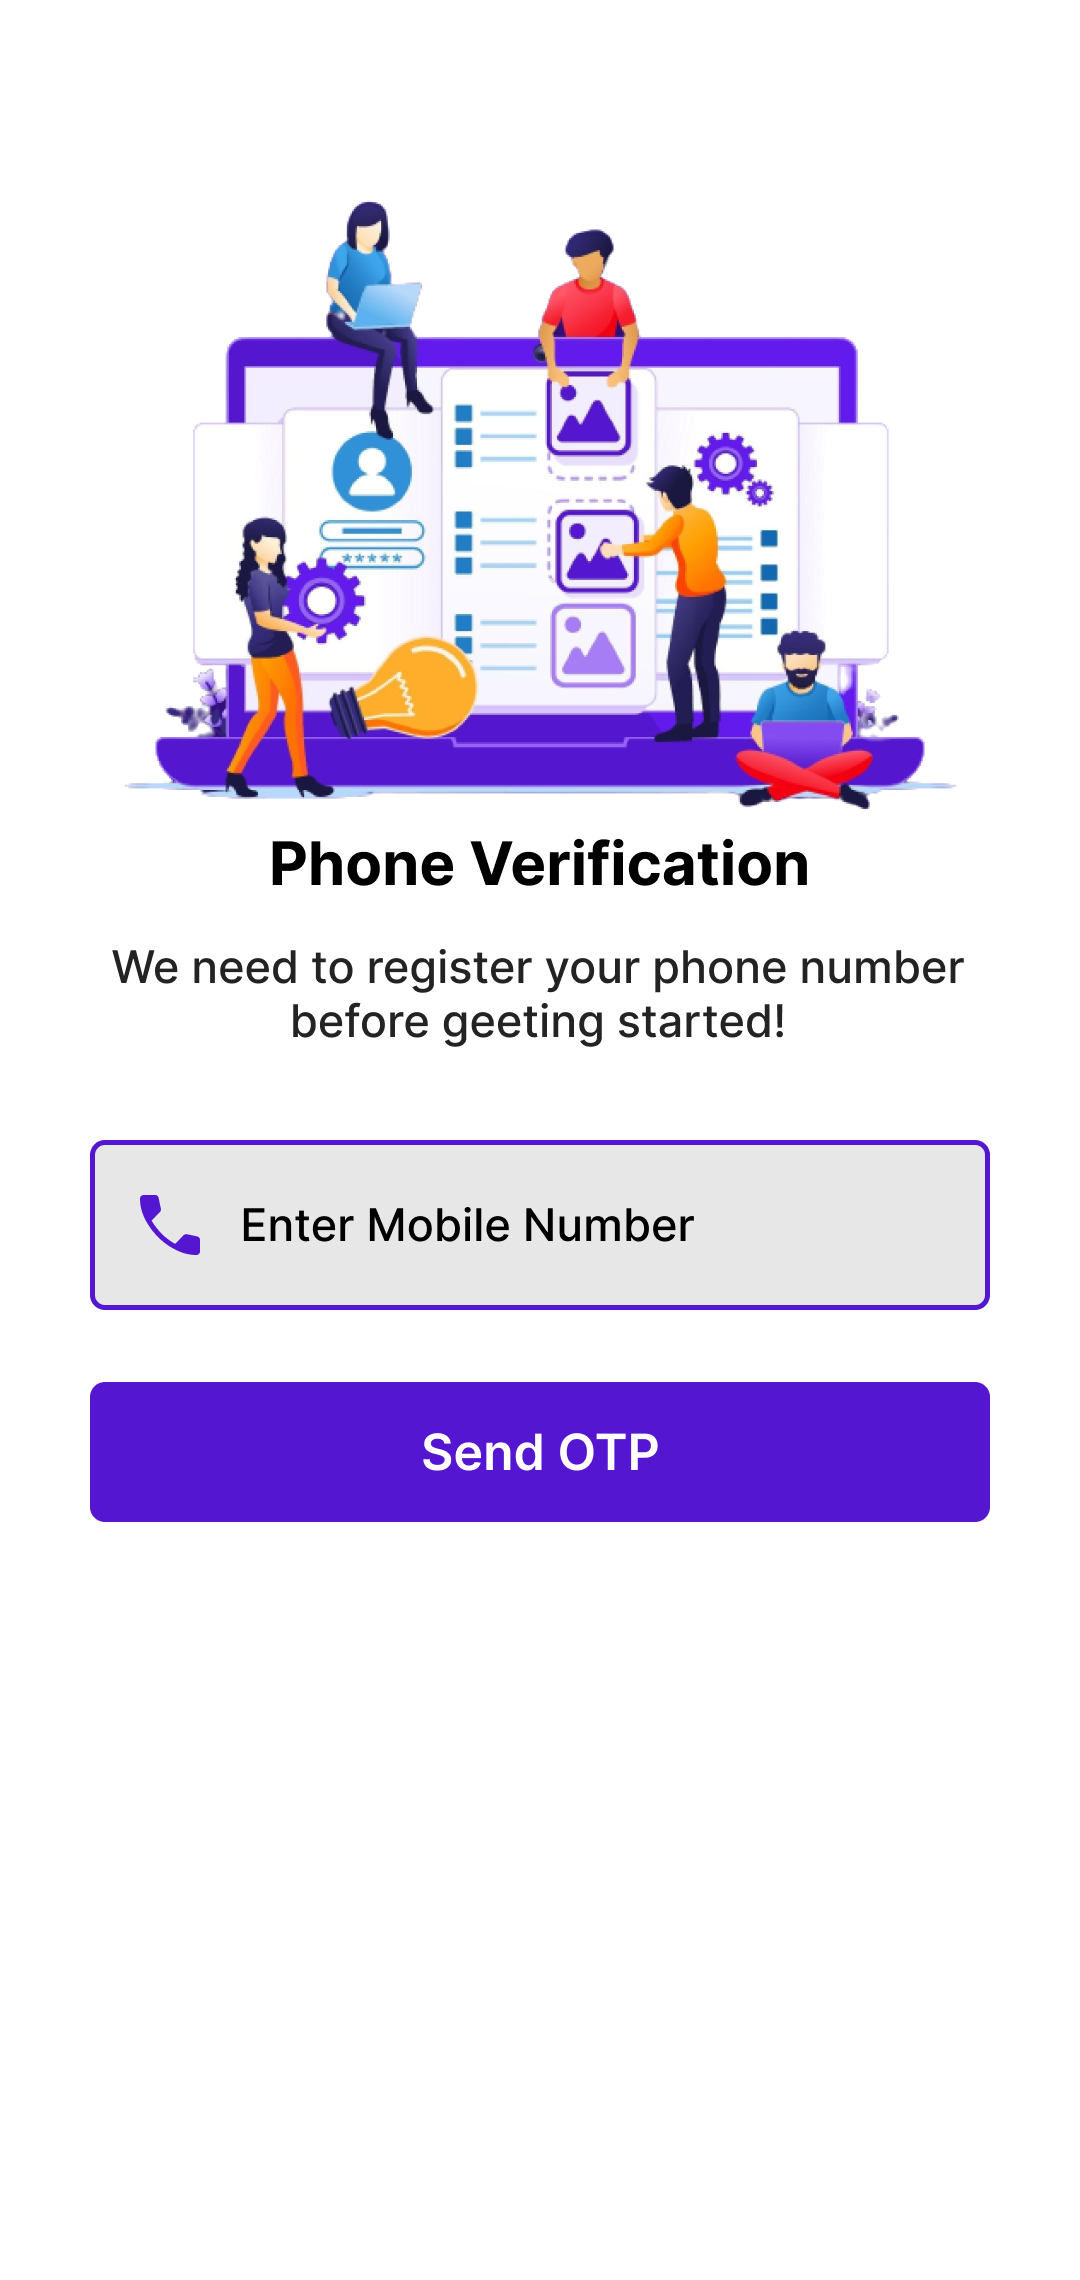 *****
Phone Verification
We need to register your phone number
before geeting started!
Enter Mobile Number
Send OTP